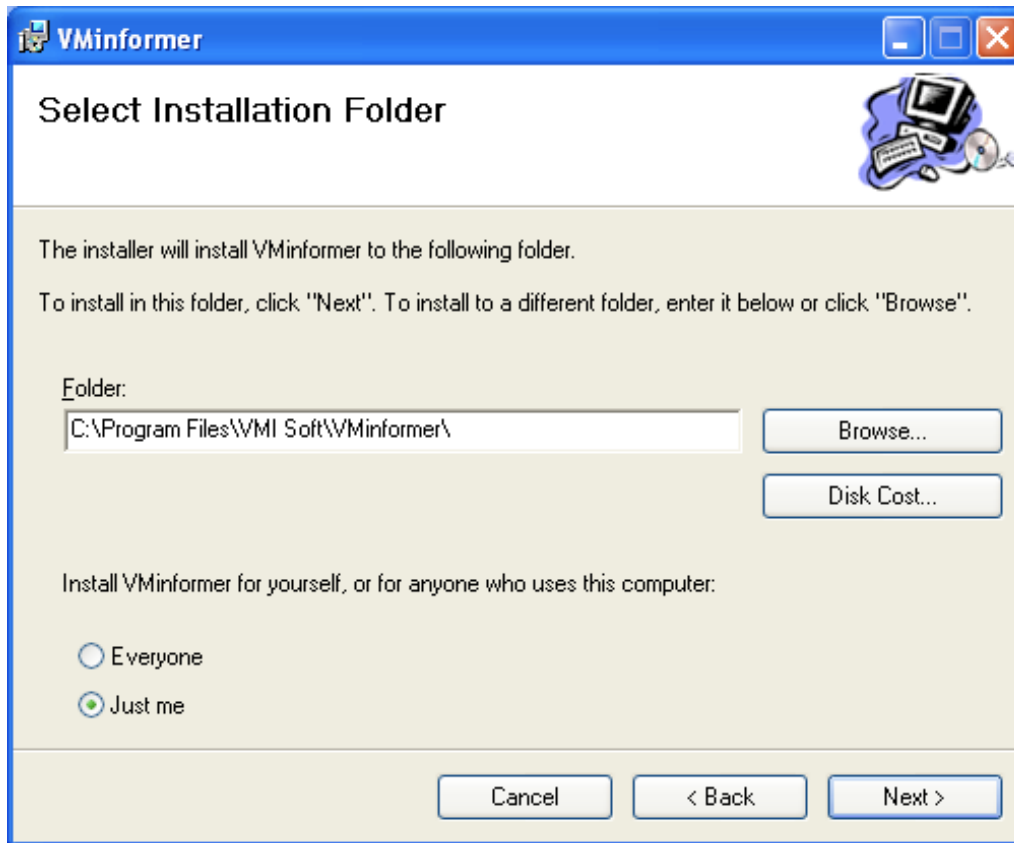 VMinformer
Select Installation Folder
The installer will install VMinformer to the following folder.
To install in this folder, click "Next". To install to a different folder, enter it below or click "Browse".
Folder:
C:\Program Files\VMI Soft\VMinformer\
Browse...
Disk Cost...
Install VMinformer for yourself, or for anyone who uses this computer:
Everyone
Just me
Cancel
< Back
Next >